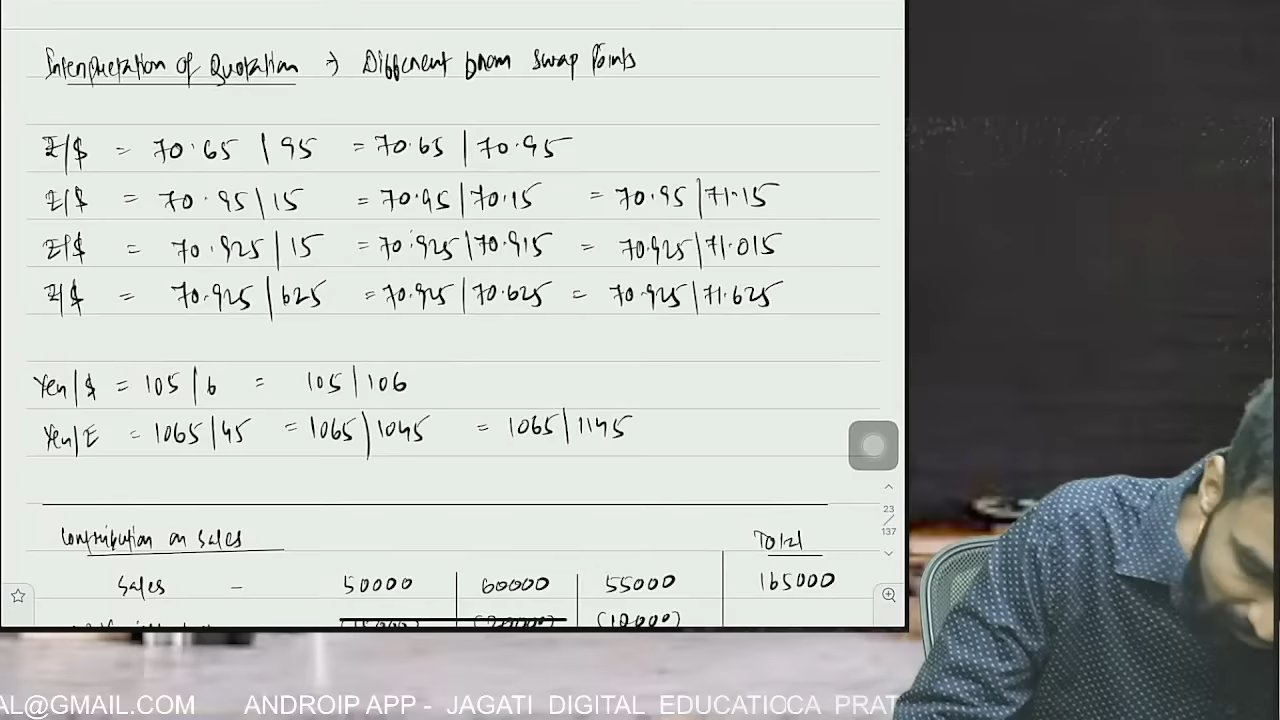 Interpretation of Quotation → Different from Swap Points
₹/$ = 70.65 | 95 = 70.65 | 70.95
₹/$ = 70.95 | 15 = 70.95 | 70.15 = 70.95 | 71.15
₹/$ = 70.925 | 15 = 70.925 | 70.915 = 70.925 | 71.015
₹/$ = 70.925 | 625 = 70.925 | 70.625 = 70.925 | 71.625
Yen/$ = 105 | 6 = 105 | 106
Yen/£ = 1065 | 45 = 1065 | 1045 = 1065 | 1145
23
/
137
Contribution on Sales Total
Sales - 50000 60000 55000 165000
(12000)
AL@GMAIL.COM ANDROIP APP - JAGATI DIGITAL EDUCATIOCA PRAT